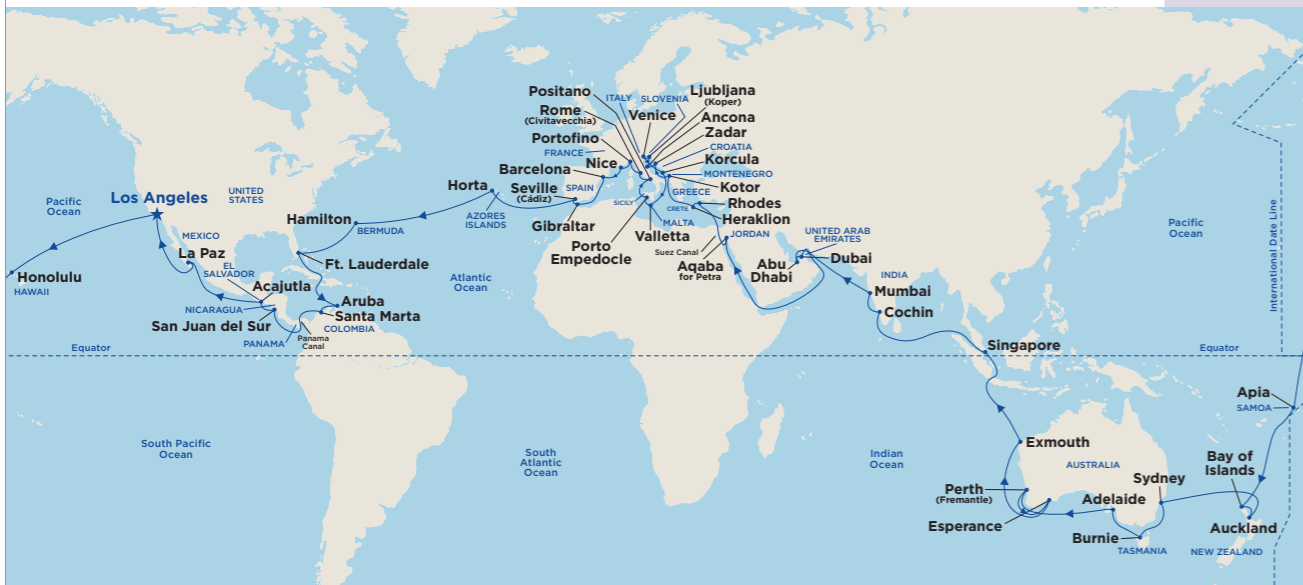 Pacific
Ocean
Los Angeles
UNITED
STATES
Honolulu
HAWAII
MEXICO
La Paz
EL
SALVADOR
Acajutla
NICARAGUA
San Juan del Sur
PANAMA
Panama
Canal
Hamilton
BERMUDA
Ft. Lauderdale
Aruba
Santa Marta
COLOMBIA
Atlantic
Ocean
Horta
AZORES
ISLANDS
Positano
ITALY
SLOVENIA
Ljubljana
(Koper)
Rome
(Civitavecchia)
Venice
Ancona
Zadar
Portofino
CROATIA
FRANCE
Nice
Korcula
Barcelona
MONTENEGRO
Seville
(Cádiz)
SPAIN
Kotor
GREECE
Rhodes
SICILY
CRETE
Heraklion
Gibraltar
MALTA
Porto
Empedocle
Valletta
JORDAN
Suez Canal
Aqaba
for Petra
UNITED ARAB
EMIRATES
Abu
Dhabi
Dubai
INDIA
Mumbai
Cochin
Singapore
Pacific
Ocean
International Date Line
Equator
Equator
Apia
SAMOA
South Pacific
Ocean
South
Atlantic
Ocean
Indian
Ocean
Exmouth
AUSTRALIA
Perth
(Fremantle)
Esperance
Adelaide
Sydney
Bay of
Islands
Burnie
TASMANIA
Auckland
NEW ZEALAND